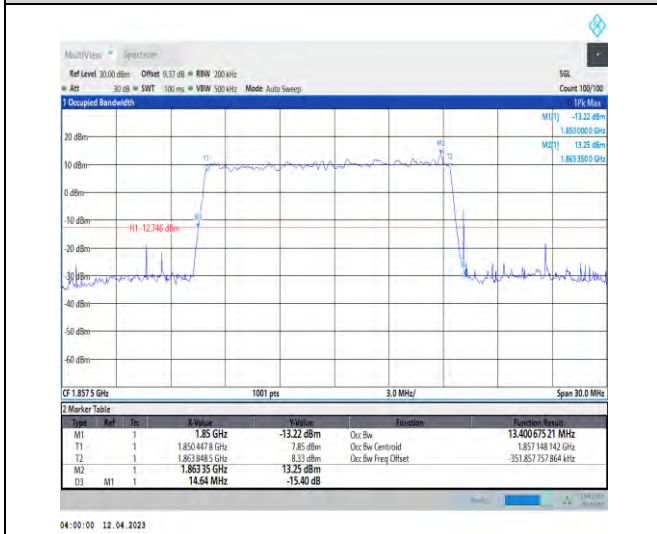 MultiView Spectrum
Ref Level 30.00 dBm Offset 9.37 dB RBW 200 kHz SGL
Att 30 dB SWT 100 ms VBW 500 kHz Mode Auto Sweep Count 100/100
1 Occupied Bandwidth 1Pk Max
M1[1] -13.22 dBm
1.850000 0 GHz
M2[1] 13.25 dBm
1.863350 0 GHz
20 dBm
M2
T1
T2
10 dBm
0 dBm
-10 dBm
M1
H1 -12.746 dBm
-20 dBm
-30 dBm
-40 dBm
-50 dBm
-60 dBm
CF 1.857 5 GHz 1001 pts 3.0 MHz/ Span 30.0 MHz
2 Marker Table
Type Ref Trc X-Value Y-Value Function Function Result
M1 1 1.85 GHz -13.22 dBm Occ Bw 13.400 675 21 MHz
T1 1 1.850 447 8 GHz 7.85 dBm Occ Bw Centroid 1.857 148 142 GHz
T2 1 1.863 848 5 GHz 8.33 dBm Occ Bw Freq Offset -351.857 757 864 kHz
M2 1 1.863 35 GHz 13.25 dBm
D3 M1 1 14.64 MHz -15.40 dB
04:00:00 12.04.2023